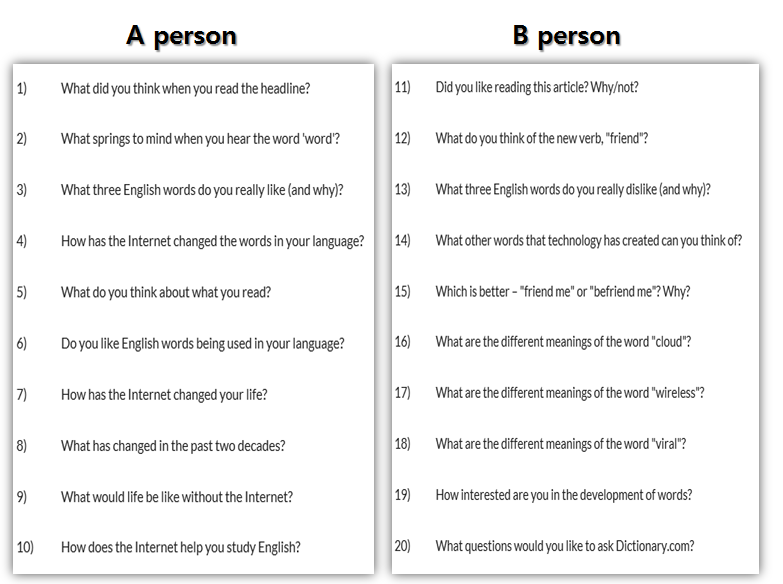 A person
1) What did you think when you read the headline?
2) What springs to mind when you hear the word 'word'?
3) What three English words do you really like (and why)?
4) How has the Internet changed the words in your language?
5) What do you think about what you read?
6) Do you like English words being used in your language?
7) How has the Internet changed your life?
8) What has changed in the past two decades?
9) What would life be like without the Internet?
10) How does the Internet help you study English?
B person
11) Did you like reading this article? Why/not?
12) What do you think of the new verb, "friend"?
13) What three English words do you really dislike (and why)?
14) What other words that technology has created can you think of?
15) Which is better – "friend me" or "befriend me"? Why?
16) What are the different meanings of the word "cloud"?
17) What are the different meanings of the word "wireless"?
18) What are the different meanings of the word "viral"?
19) How interested are you in the development of words?
20) What questions would you like to ask Dictionary.com?